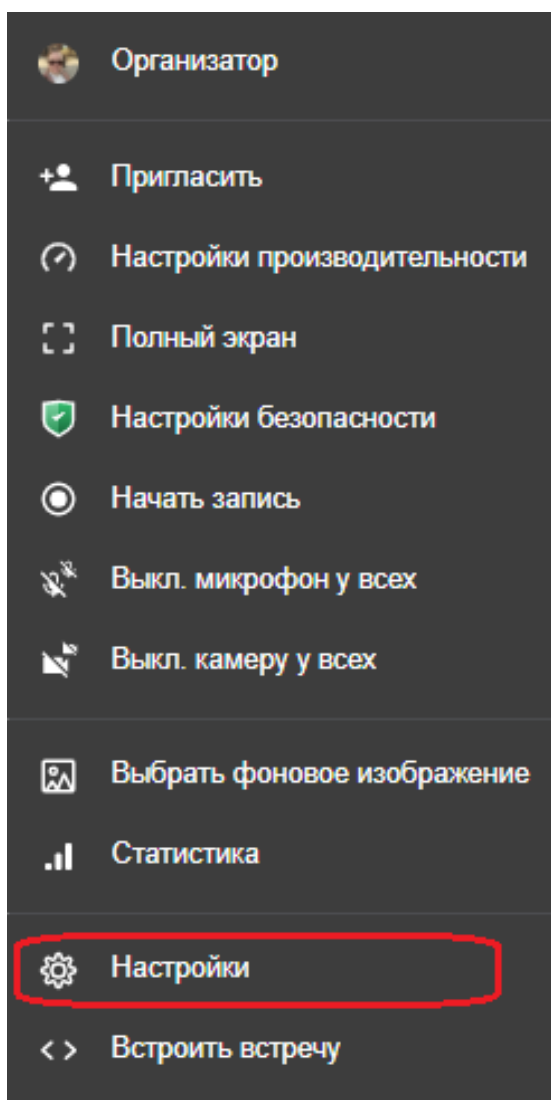 Организатор
Пригласить
Настройки производительности
Полный экран
Настройки безопасности
Начать запись
Выкл. микрофон у всех
Выкл. камеру у всех
Выбрать фоновое изображение
Статистика
Настройки
Встроить встречу